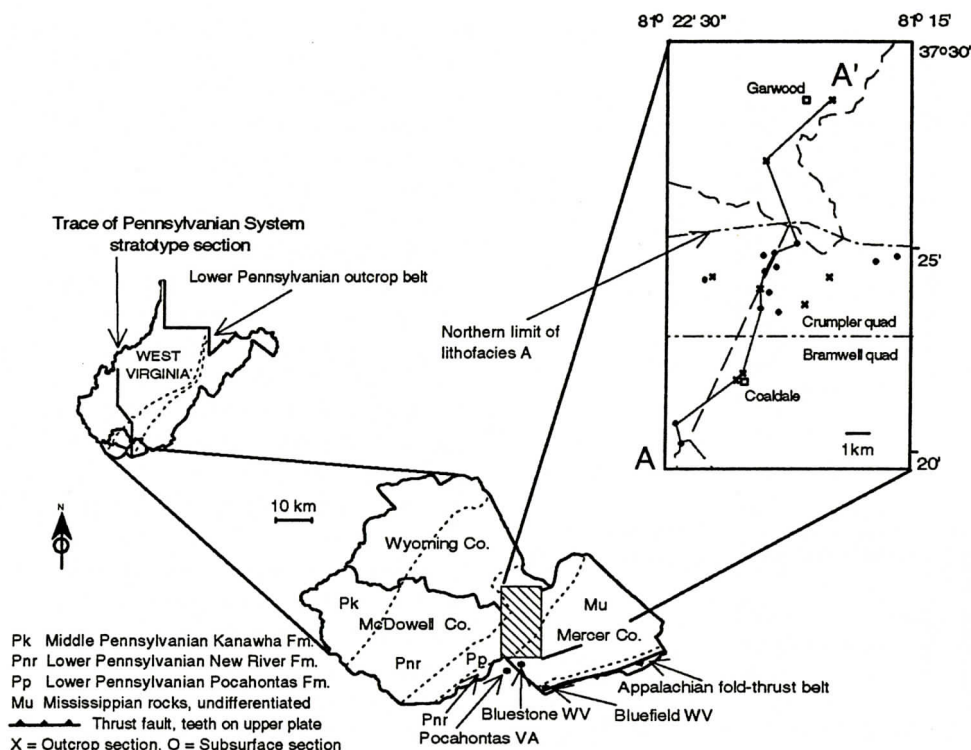 81º 22' 30"
81º 15'
37º30'
A'
Garwood
Trace of Pennsylvanian System
stratotype section
Lower Pennsylvanian outcrop belt
25'
Northern limit of
lithofacies A
Crumpler quad
Bramwell quad
WEST
VIRGINIA
Coaldale
1km
A
20'
10 km
N
Wyoming Co.
Pk
McDowell Co.
Mu
Mercer Co.
Pnr
Pp
Pk Middle Pennsylvanian Kanawha Fm.
Pnr Lower Pennsylvanian New River Fm.
Pp Lower Pennsylvanian Pocahontas Fm.
Mu Mississippian rocks, undifferentiated
Thrust fault, teeth on upper plate
X = Outcrop section, O = Subsurface section
Appalachian fold-thrust belt
Pnr
Bluestone WV
Bluefield WV
Pocahontas VA